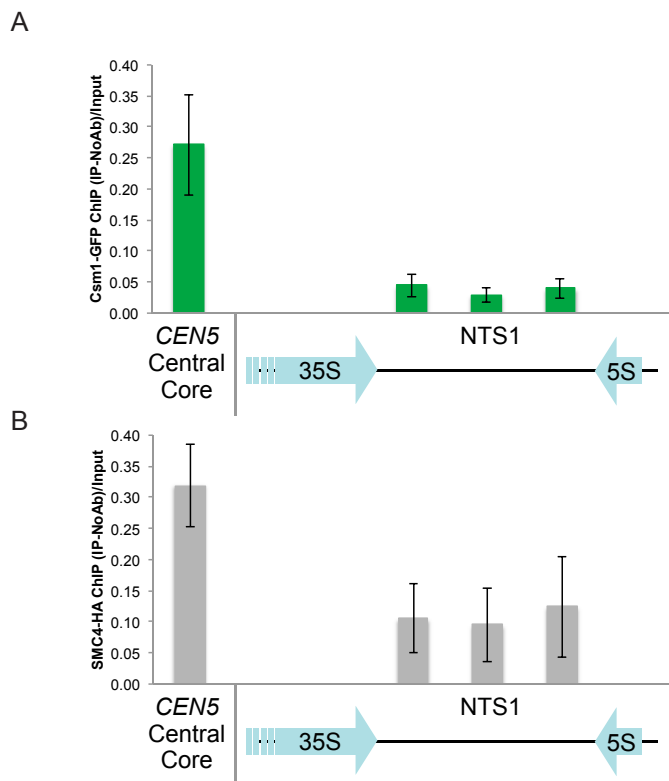 A
Csm1-GFP ChIP (IP-NoAb)/Input
0.40
0.35
0.30
0.25
0.20
0.15
0.10
0.05
0.00
CEN5
Central
Core
NTS1
35S
5S
B
SMC4-HA ChIP (IP-NoAb)/Input
0.40
0.35
0.30
0.25
0.20
0.15
0.10
0.05
0.00
CEN5
Central
Core
NTS1
35S
5S